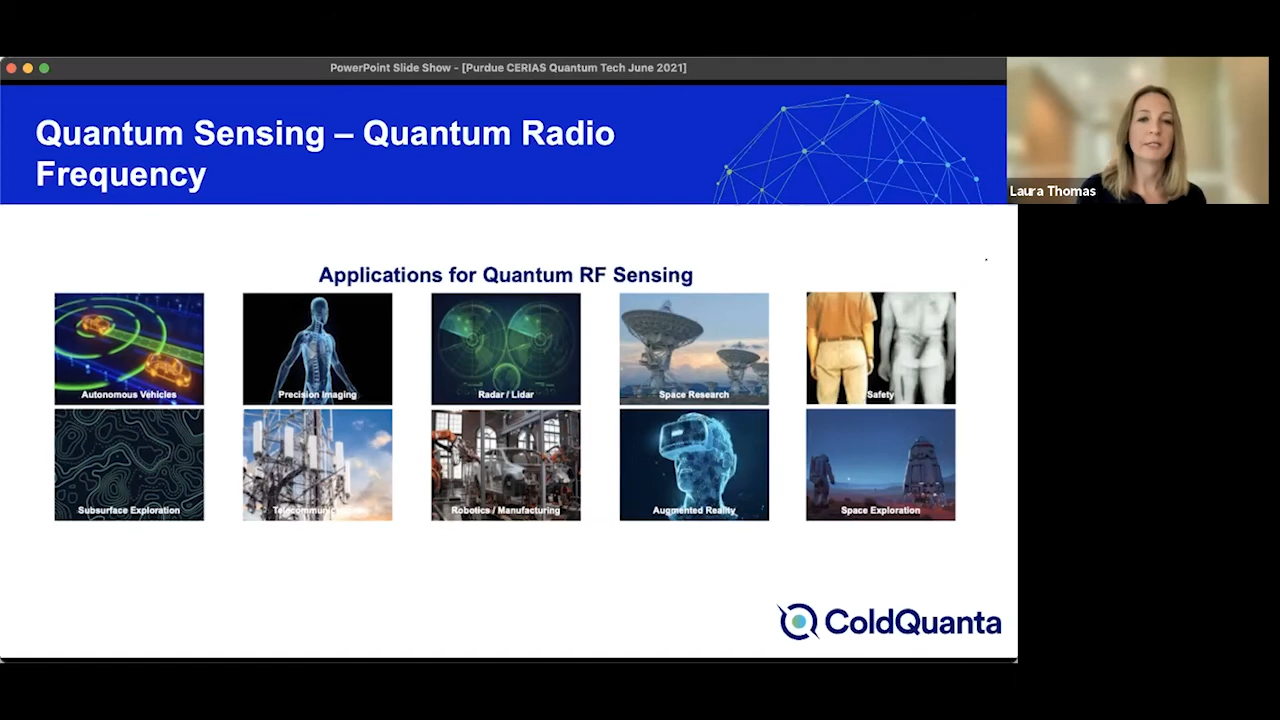 PowerPoint Slide Show - [Purdue CERIAS Quantum Tech June 2021]
Quantum Sensing – Quantum Radio
Frequency
Laura Thomas
Applications for Quantum RF Sensing
Autonomous Vehicles
Precision Imaging
Radar / Lidar
Space Research
Safety
Subsurface Exploration
Robotics / Manufacturing
Augmented Reality
Space Exploration
ColdQuanta